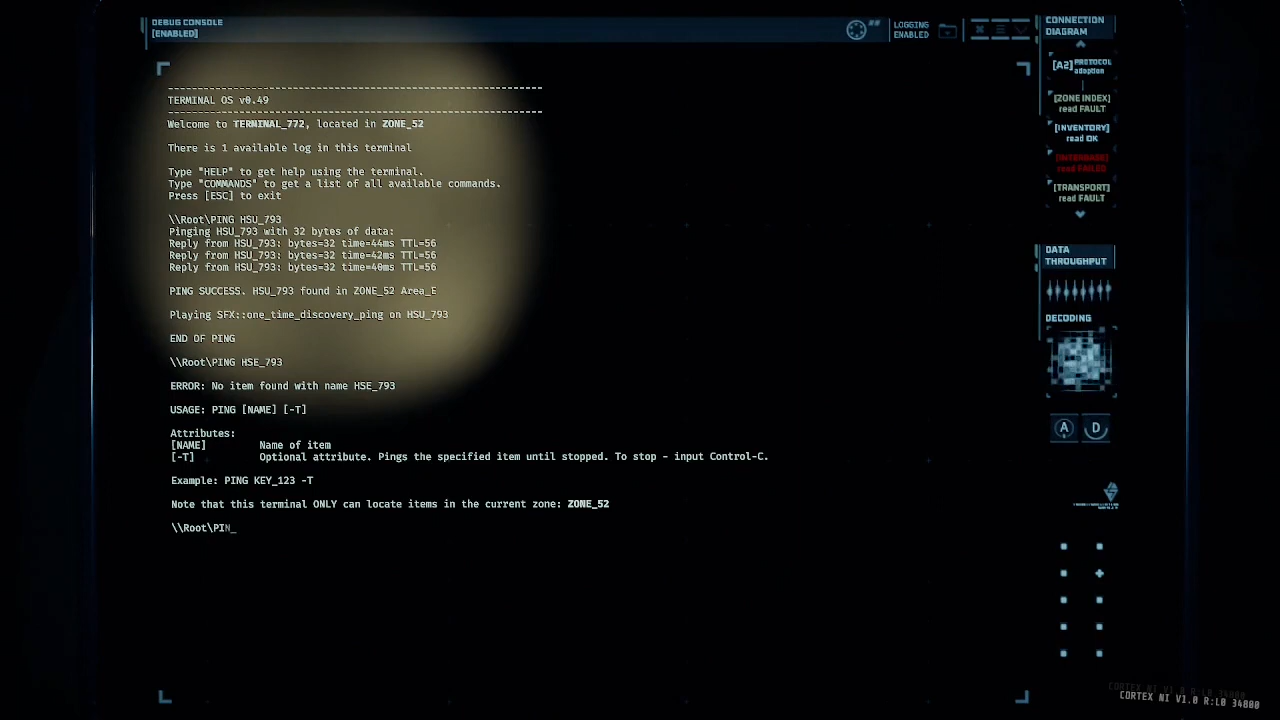 DEBUG CONSOLE
[ENABLED]
LOGGING
ENABLED
------------------------------------------------------------
TERMINAL OS v0.49
------------------------------------------------------------
Welcome to TERMINAL_772, located in ZONE_52
There is 1 available log in this terminal
Type "HELP" to get help using the terminal.
Type "COMMANDS" to get a list of all available commands.
Press [ESC] to exit
\\Root\PING HSU_793
Pinging HSU_793 with 32 bytes of data:
Reply from HSU_793: bytes=32 time=44ms TTL=56
Reply from HSU_793: bytes=32 time=42ms TTL=56
Reply from HSU_793: bytes=32 time=40ms TTL=56
PING SUCCESS. HSU_793 found in ZONE_52 Area_E
Playing SFX::one_time_discovery_ping on HSU_793
END OF PING
\\Root\PING HSE_793
ERROR: No item found with name HSE_793
USAGE: PING [NAME] [-T]
Attributes:
[NAME] Name of item
[-T] Optional attribute. Pings the specified item until stopped. To stop - input Control-C.
Example: PING KEY_123 -T
Note that this terminal ONLY can locate items in the current zone: ZONE_52
\\Root\PIN_
CONNECTION
DIAGRAM
[A2] PROTOCOL
adoption
[ZONE INDEX]
read FAULT
[INVENTORY]
read OK
read FAILED
[TRANSPORT]
read FAULT
DATA
THROUGHPUT
DECODING
A D
CORTEX NI V1.0 R:L0 34800